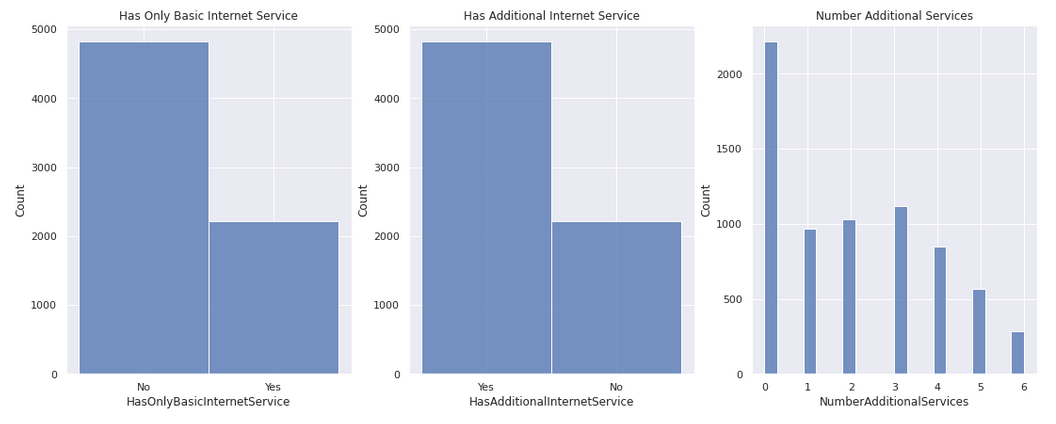 Has Only Basic Internet Service
5000
4000
3000
2000
1000
0
Count
No Yes
HasOnlyBasicInternetService
Has Additional Internet Service
5000
4000
3000
2000
1000
0
Count
Yes No
HasAdditionalInternetService
Number Additional Services
2000
1500
1000
500
0
Count
0 1 2 3 4 5 6
NumberAdditionalServices